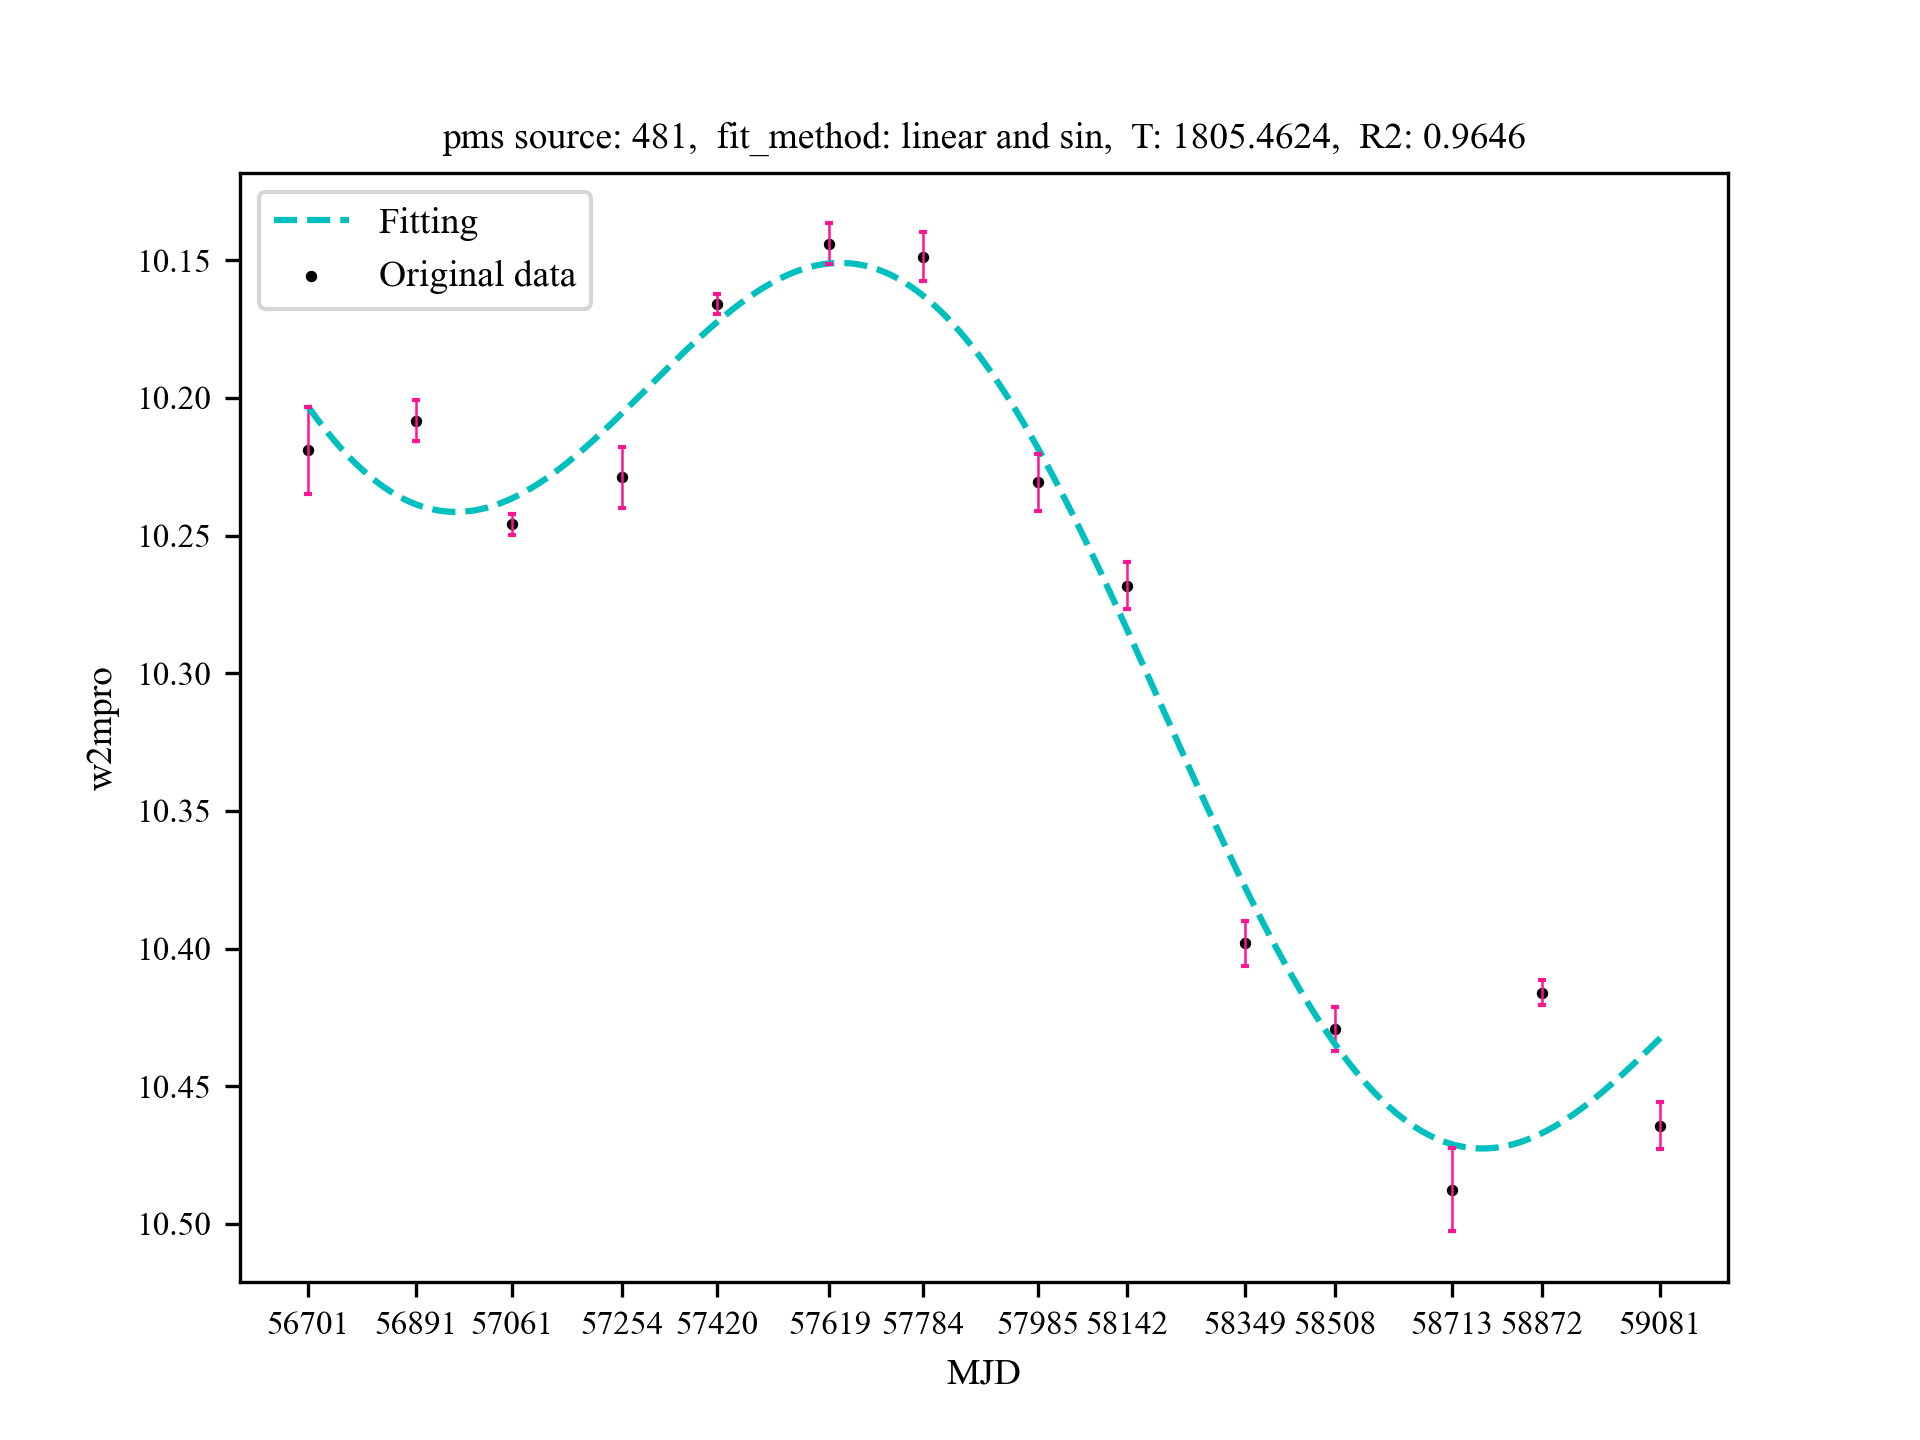 pms source: 481,  fit_method: linear and sin,  T: 1805.4624,  R2: 0.9646
Fitting
Original data
10.15
10.20
10.25
10.30
10.35
10.40
10.45
10.50
w2mpro
56701 56891 57061 57254 57420 57619 57784 57985 58142 58349 58508 58713 58872 59081
MJD